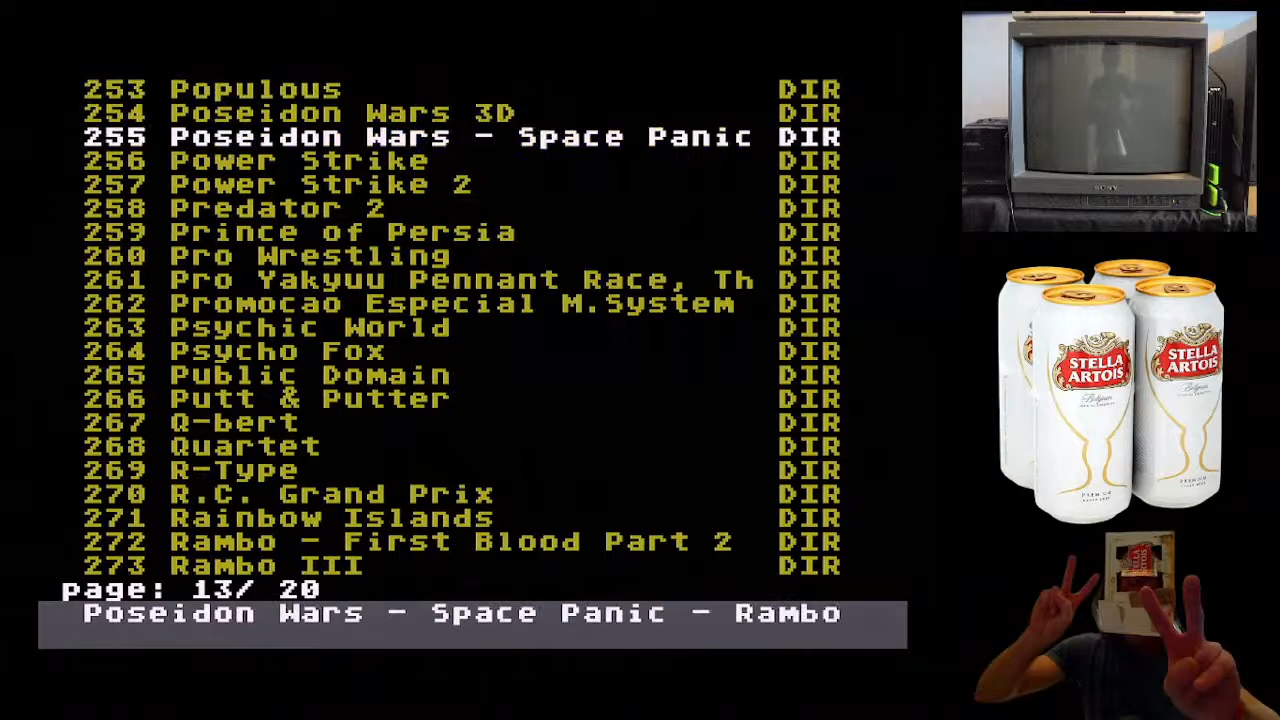 253 Populous DIR
254 Poseidon Wars 3D DIR
255 Poseidon Wars - Space Panic DIR
256 Power Strike DIR
257 Power Strike 2 DIR
258 Predator 2 DIR
259 Prince of Persia DIR
260 Pro Wrestling DIR
261 Pro Yakyuu Pennant Race, Th DIR
262 Promocao Especial M.System DIR
263 Psychic World DIR
264 Psycho Fox DIR
265 Public Domain DIR
266 Putt & Putter DIR
267 Q-bert DIR
268 Quartet DIR
269 R-Type DIR
270 R.C. Grand Prix DIR
271 Rainbow Islands DIR
272 Rambo - First Blood Part 2 DIR
273 Rambo III DIR
page: 13/ 20
Poseidon Wars - Space Panic - Rambo
SONY
STELLA
ARTOIS
STELLA
ARTOIS
PREMIUM
PREMIUM